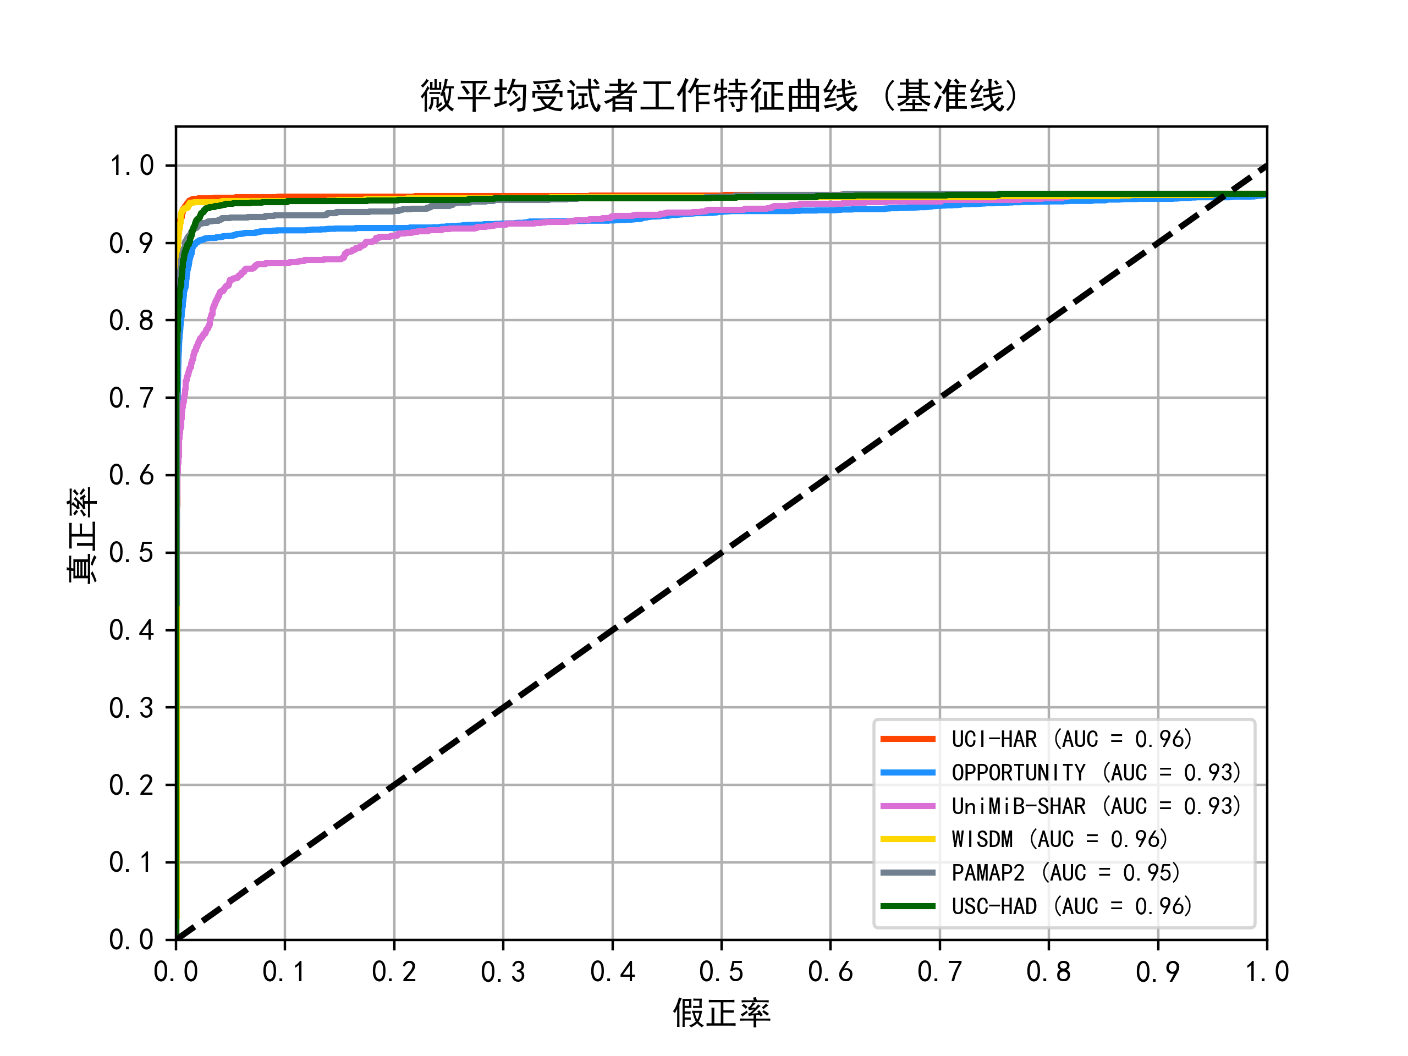 微平均受试者工作特征曲线 (基准线)
真正率
1.0
0.9
0.8
0.7
0.6
0.5
0.4
0.3
0.2
0.1
0.0
UCI-HAR (AUC = 0.96)
OPPORTUNITY (AUC = 0.93)
UniMiB-SHAR (AUC = 0.93)
WISDM (AUC = 0.96)
PAMAP2 (AUC = 0.95)
USC-HAD (AUC = 0.96)
0.0 0.1 0.2 0.3 0.4 0.5 0.6 0.7 0.8 0.9 1.0
假正率